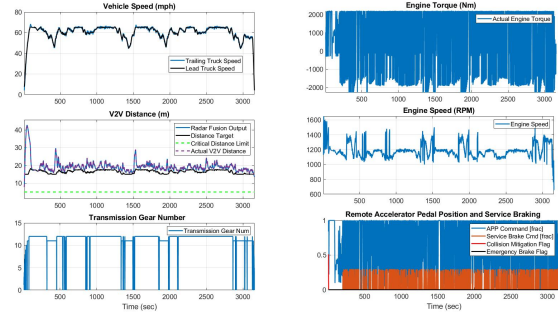 Vehicle Speed (mph)
80
60
40
20
0
Trailing Truck Speed
Lead Truck Speed
500 1000 1500 2000 2500 3000
V2V Distance (m)
40
30
20
10
Radar Fusion Output
Distance Target
Critical Distance Limit
Actual V2V Distance
500 1000 1500 2000 2500 3000
Transmission Gear Number
15
10
5
0
Transmission Gear Num
500 1000 1500 2000 2500 3000
Time (sec)
Engine Torque (Nm)
2000
1000
0
-1000
-2000
Actual Engine Torque
500 1000 1500 2000 2500 3000
Engine Speed (RPM)
1600
1400
1200
1000
800
600
Engine Speed
500 1000 1500 2000 2500 3000
Remote Accelerator Pedal Position and Service Braking
1
0.5
0
APP Command [frac]
Service Brake Cmd [frac]
Collision Mitigation Flag
Emergency Brake Flag
500 1000 1500 2000 2500 3000
Time (sec)